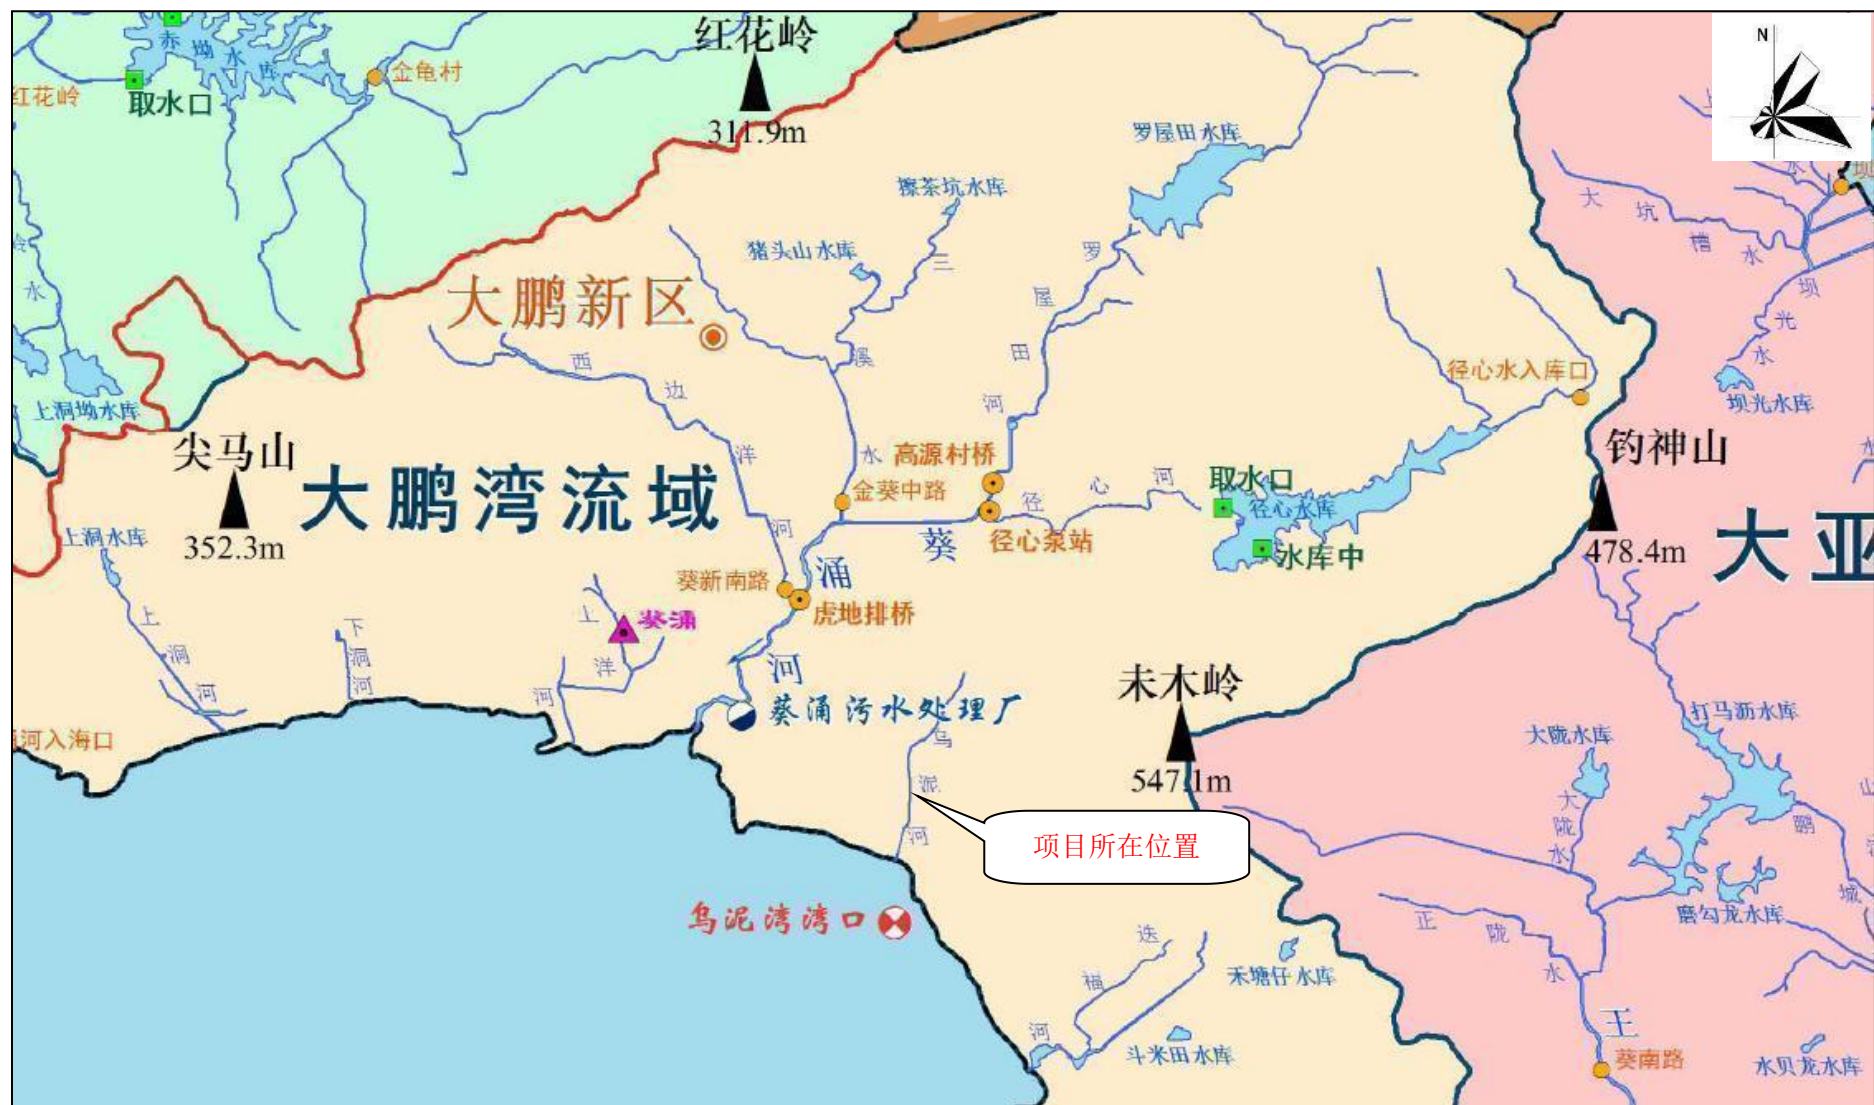 红花岭
311.9m
N
赤坳水库
金龟村
红花岭
取水口
罗屋田水库
擦茶坑水库
猪头山水库
三溪水
罗屋田河
大坑槽水
坝光水
坝光水库
大鹏新区
西边洋河
径心水入库口
上洞坳水库
尖马山
352.3m
大鹏湾流域
高源村桥
金葵中路
径心河
取水口
径心水库
水库中
径心泵站
钓神山
478.4m
大亚
上洞水库
葵涌河
葵新南路
虎地排桥
上洞河
下洞河
上洋河
葵涌
葵涌污水处理厂
河入海口
未木岭
547.1m
打马沥水库
大陇水库
大陇水
乌泥河
项目所在位置
鹏城
磨勾龙水库
乌泥湾湾口
正陇水
迭福河
禾塘仔水库
斗米田水库
王
葵南路
水贝龙水库